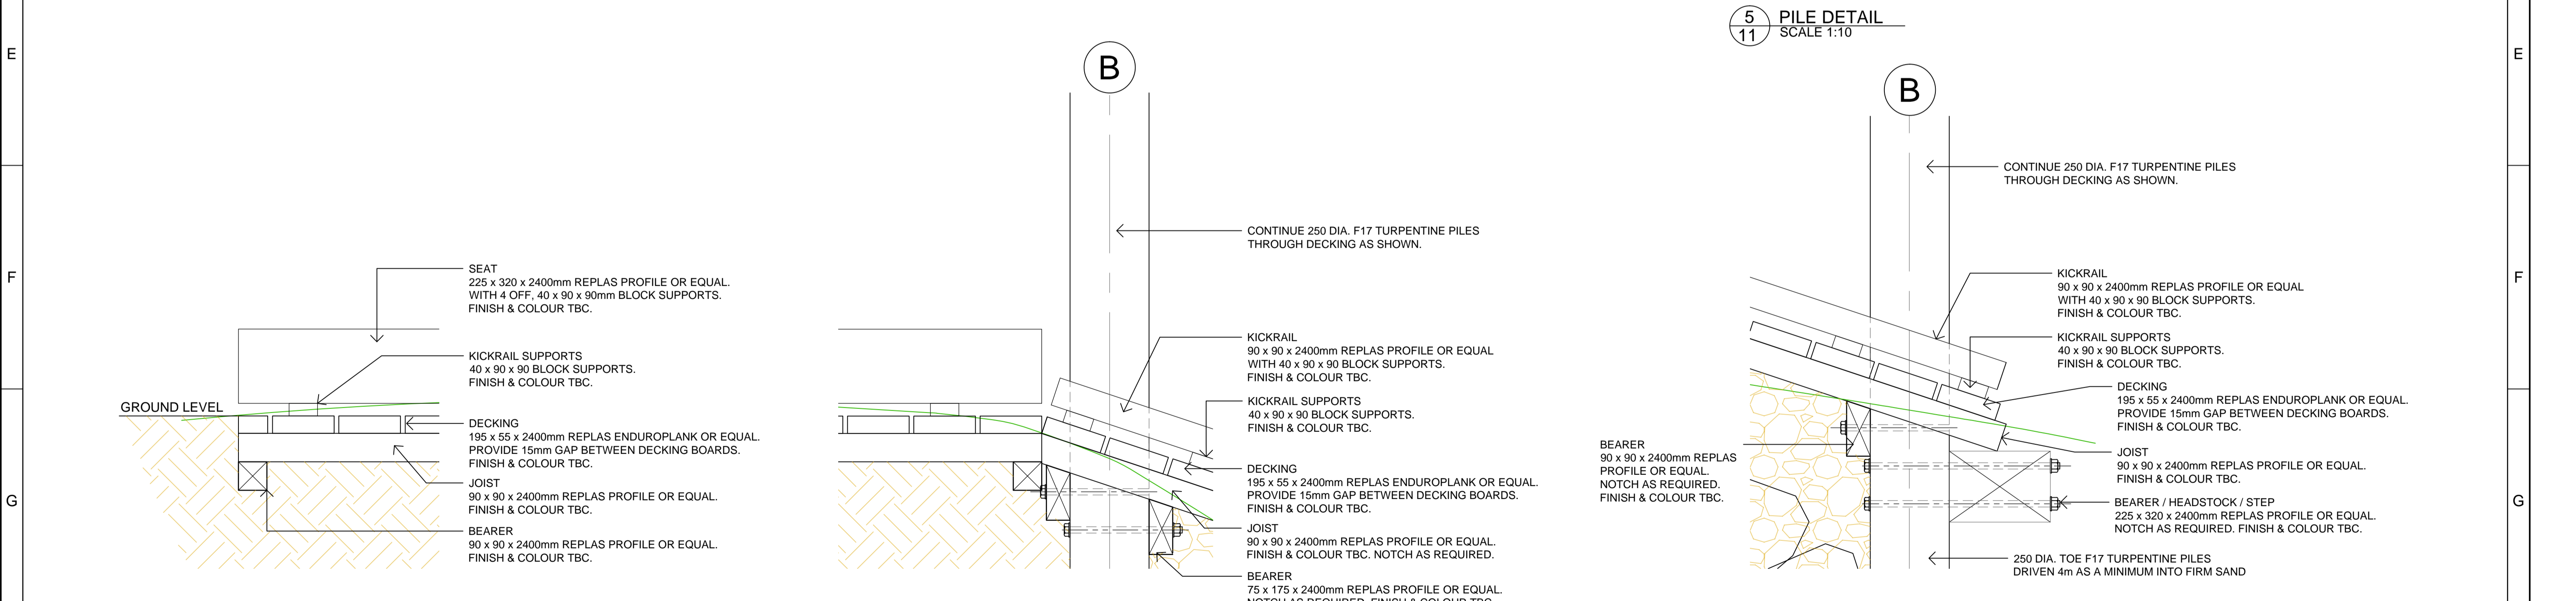 E
F
G
SEAT
225 x 320 x 2400mm REPLAS PROFILE OR EQUAL.
WITH 4 OFF, 40 x 90 x 90mm BLOCK SUPPORTS.
FINISH & COLOUR TBC.
KICKRAIL SUPPORTS
40 x 90 x 90 BLOCK SUPPORTS.
FINISH & COLOUR TBC.
GROUND LEVEL
DECKING
195 x 55 x 2400mm REPLAS ENDUROPLANK OR EQUAL.
PROVIDE 15mm GAP BETWEEN DECKING BOARDS.
FINISH & COLOUR TBC.
JOIST
90 x 90 x 2400mm REPLAS PROFILE OR EQUAL.
FINISH & COLOUR TBC.
BEARER
90 x 90 x 2400mm REPLAS PROFILE OR EQUAL.
FINISH & COLOUR TBC.
B
CONTINUE 250 DIA. F17 TURPENTINE PILES
THROUGH DECKING AS SHOWN.
KICKRAIL
90 x 90 x 2400mm REPLAS PROFILE OR EQUAL
WITH 40 x 90 x 90 BLOCK SUPPORTS.
FINISH & COLOUR TBC.
KICKRAIL SUPPORTS
40 x 90 x 90 BLOCK SUPPORTS.
FINISH & COLOUR TBC.
DECKING
195 x 55 x 2400mm REPLAS ENDUROPLANK OR EQUAL.
PROVIDE 15mm GAP BETWEEN DECKING BOARDS.
FINISH & COLOUR TBC.
JOIST
90 x 90 x 2400mm REPLAS PROFILE OR EQUAL.
FINISH & COLOUR TBC. NOTCH AS REQUIRED.
BEARER
75 x 175 x 2400mm REPLAS PROFILE OR EQUAL.
NOTCH AS REQUIRED. FINISH & COLOUR TBC.
5
11
PILE DETAIL
SCALE 1:10
B
CONTINUE 250 DIA. F17 TURPENTINE PILES
THROUGH DECKING AS SHOWN.
KICKRAIL
90 x 90 x 2400mm REPLAS PROFILE OR EQUAL
WITH 40 x 90 x 90 BLOCK SUPPORTS.
FINISH & COLOUR TBC.
KICKRAIL SUPPORTS
40 x 90 x 90 BLOCK SUPPORTS.
FINISH & COLOUR TBC.
DECKING
195 x 55 x 2400mm REPLAS ENDUROPLANK OR EQUAL.
PROVIDE 15mm GAP BETWEEN DECKING BOARDS.
FINISH & COLOUR TBC.
BEARER
90 x 90 x 2400mm REPLAS
PROFILE OR EQUAL.
NOTCH AS REQUIRED.
FINISH & COLOUR TBC.
JOIST
90 x 90 x 2400mm REPLAS PROFILE OR EQUAL.
FINISH & COLOUR TBC.
BEARER / HEADSTOCK / STEP
225 x 320 x 2400mm REPLAS PROFILE OR EQUAL.
NOTCH AS REQUIRED. FINISH & COLOUR TBC.
250 DIA. TOE F17 TURPENTINE PILES
DRIVEN 4m AS A MINIMUM INTO FIRM SAND
E
F
G